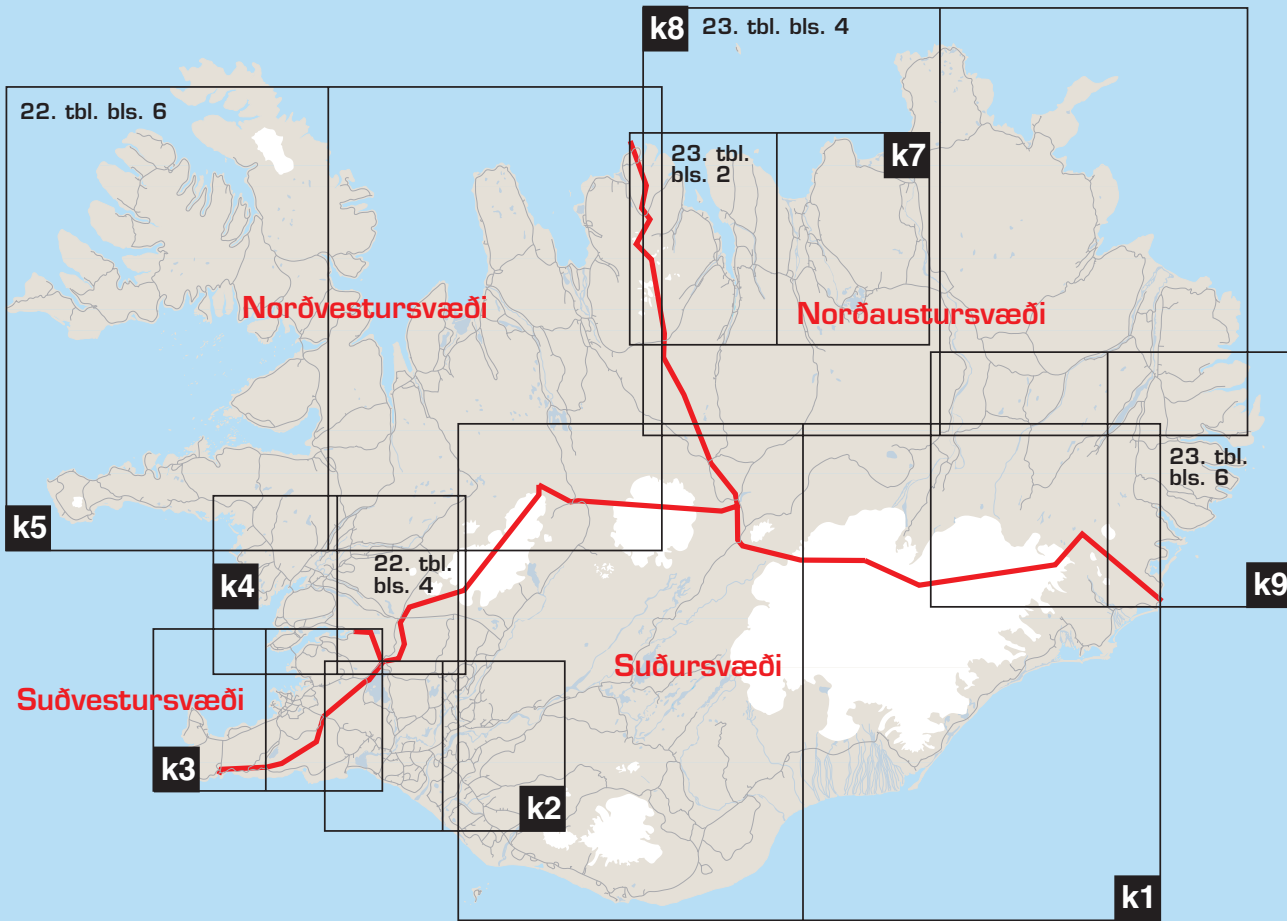 k8
23. tbl. bls. 4
22. tbl. bls. 6
23. tbl.
bls. 2
k7
Norðvestursvæði
Norðaustursvæði
23. tbl.
bls. 6
k5
22. tbl.
bls. 4
k4
k9
Suðursvæði
Suðvestursvæði
k3
k2
k1